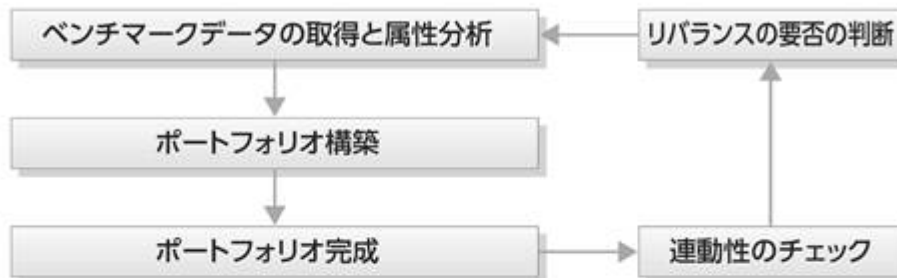 ベンチマークデータの取得と属性分析
リバランスの要否の判断
ポートフォリオ構築
ポートフォリオ完成
連動性のチェック